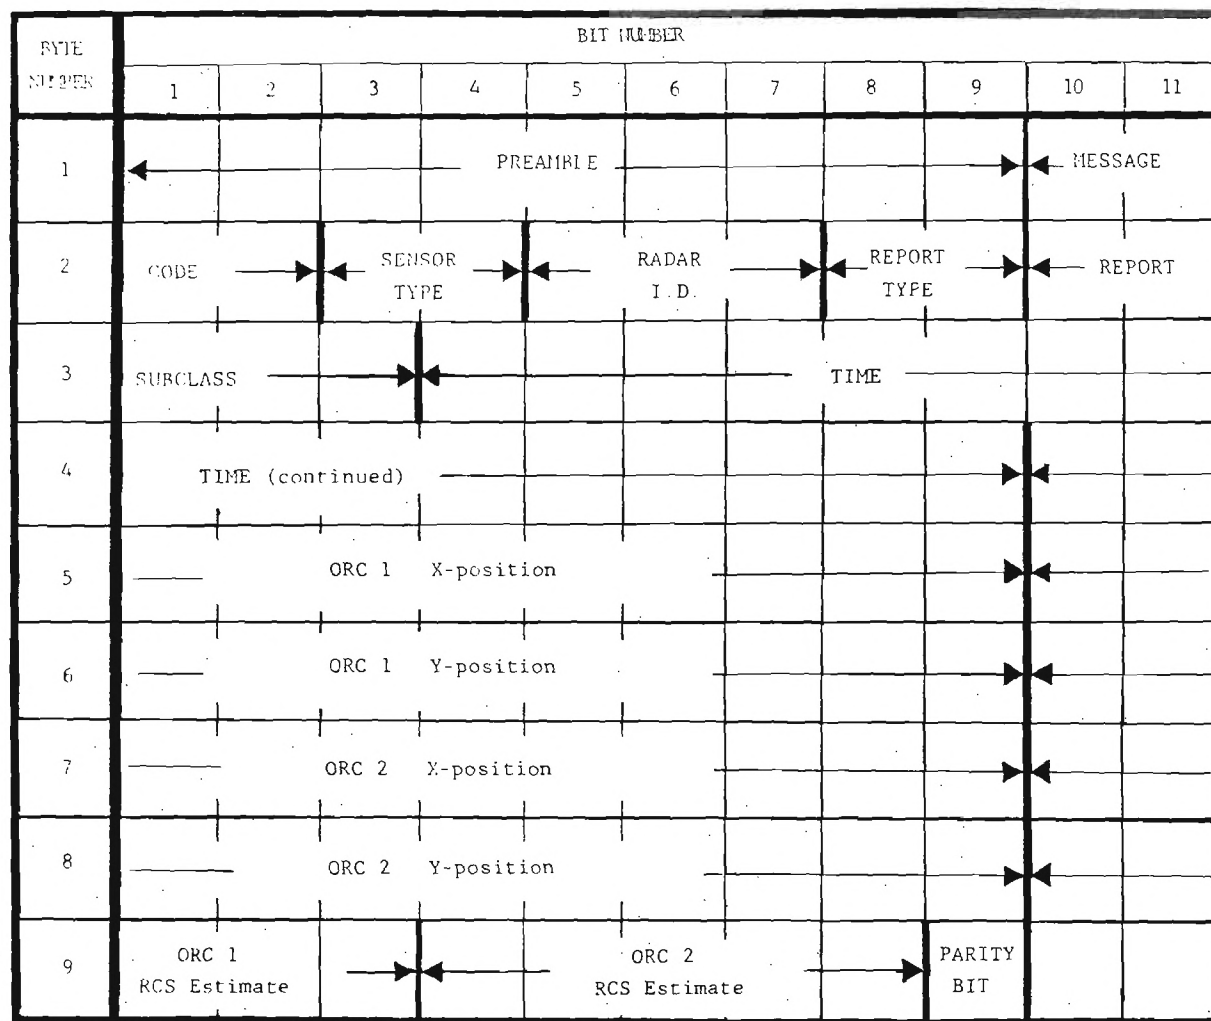 BIT NUMBER
BYTE
NUMBER
1 2 3 4 5 6 7 8 9 10 11
1 PREAMBLE MESSAGE
2 CODE SENSOR TYPE RADAR I.D. REPORT TYPE REPORT
3 SUBCLASS TIME
4 TIME (continued)
5 ORC 1 X-position
6 ORC 1 Y-position
7 ORC 2 X-position
8 ORC 2 Y-position
9 ORC 1 RCS Estimate ORC 2 RCS Estimate PARITY BIT